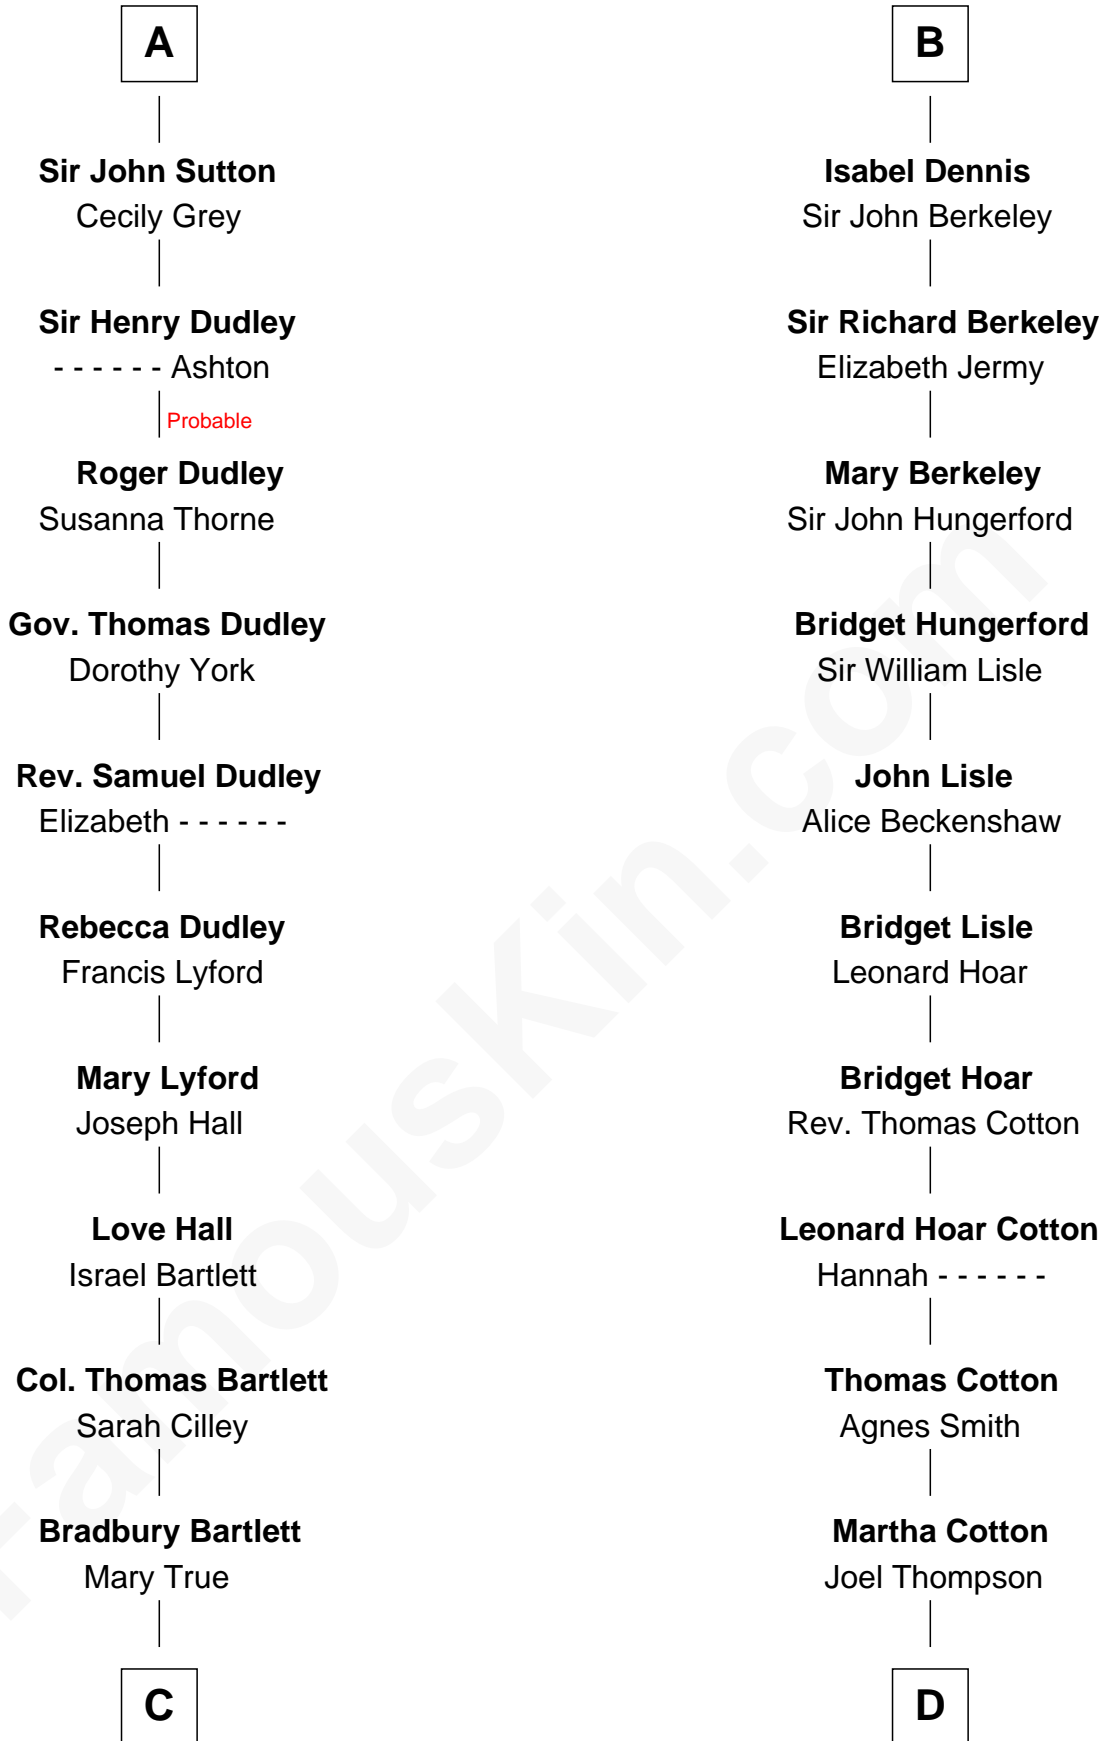 A
Sir John Sutton
Cecily Grey
Sir Henry Dudley
- - - - - - Ashton
Probable
Roger Dudley
Susanna Thorne
Gov. Thomas Dudley
Dorothy York
Rev. Samuel Dudley
Elizabeth - - - - - -
Rebecca Dudley
Francis Lyford
Mary Lyford
Joseph Hall
Love Hall
Israel Bartlett
Col. Thomas Bartlett
Sarah Cilley
Bradbury Bartlett
Mary True
C
B
Isabel Dennis
Sir John Berkeley
Sir Richard Berkeley
Elizabeth Jermy
Mary Berkeley
Sir John Hungerford
Bridget Hungerford
Sir William Lisle
John Lisle
Alice Beckenshaw
Bridget Lisle
Leonard Hoar
Bridget Hoar
Rev. Thomas Cotton
Leonard Hoar Cotton
Hannah - - - - - -
Thomas Cotton
Agnes Smith
Martha Cotton
Joel Thompson
D
FamousKin.com